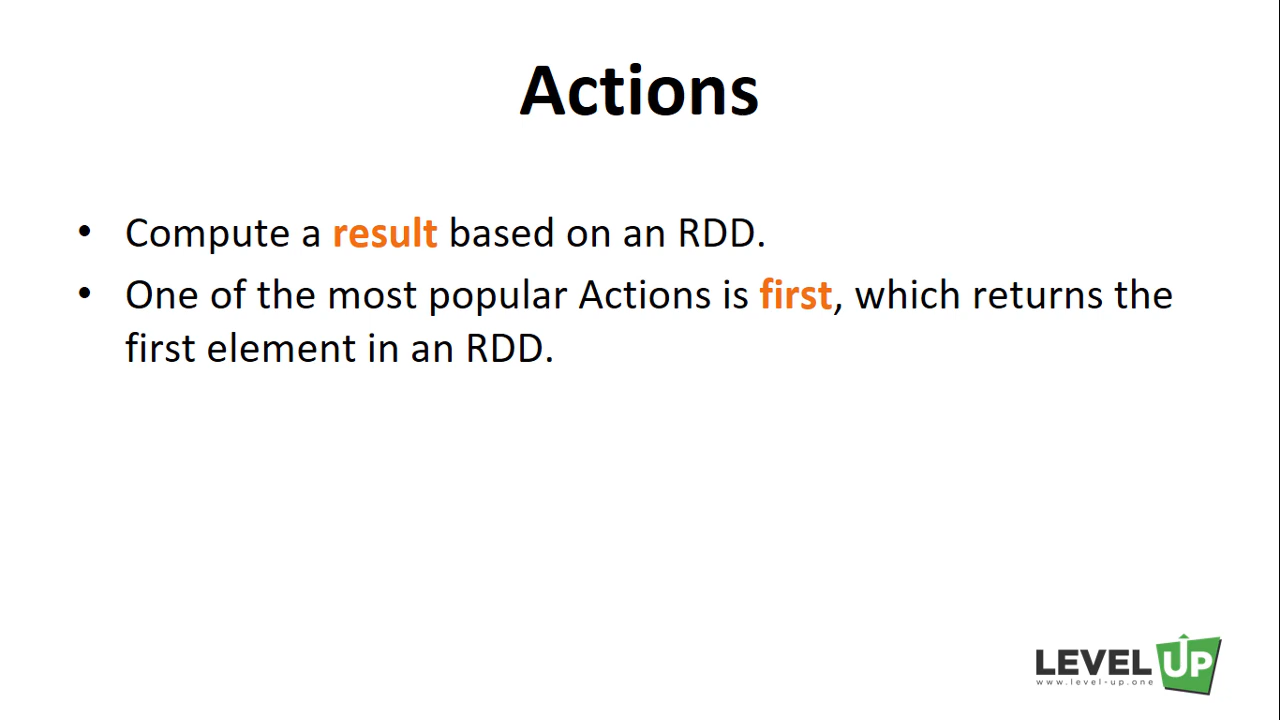 Actions
• Compute a result based on an RDD.
• One of the most popular Actions is first, which returns the
first element in an RDD.
LEVEL UP
www.level-up.one